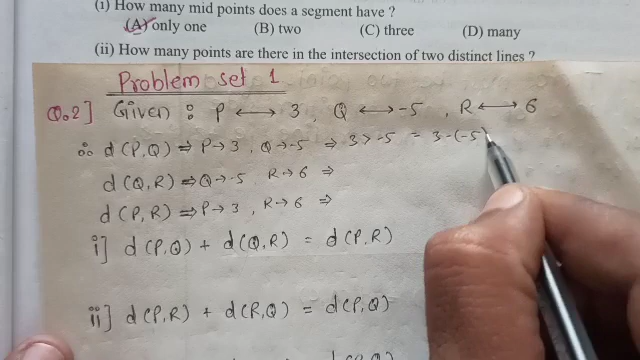 (i) How many mid points does a segment have ?
(A) only one (B) two (C) three (D) many
(ii) How many points are there in the intersection of two distinct lines ?
Problem set 1
Q.2] Given : P ⟷ 3 , Q ⟷ -5 , R ⟷ 6
∴ d(P,Q) ⇒ P→3 , Q→-5 ⇒ 3 > -5 = 3-(-5)
d(Q,R) ⇒ Q→-5 , R→6 ⇒
d(P,R) ⇒ P→3 , R→6 ⇒
i] d(P,Q) + d(Q,R) = d(P,R)
ii] d(P,R) + d(R,Q) = d(P,Q)